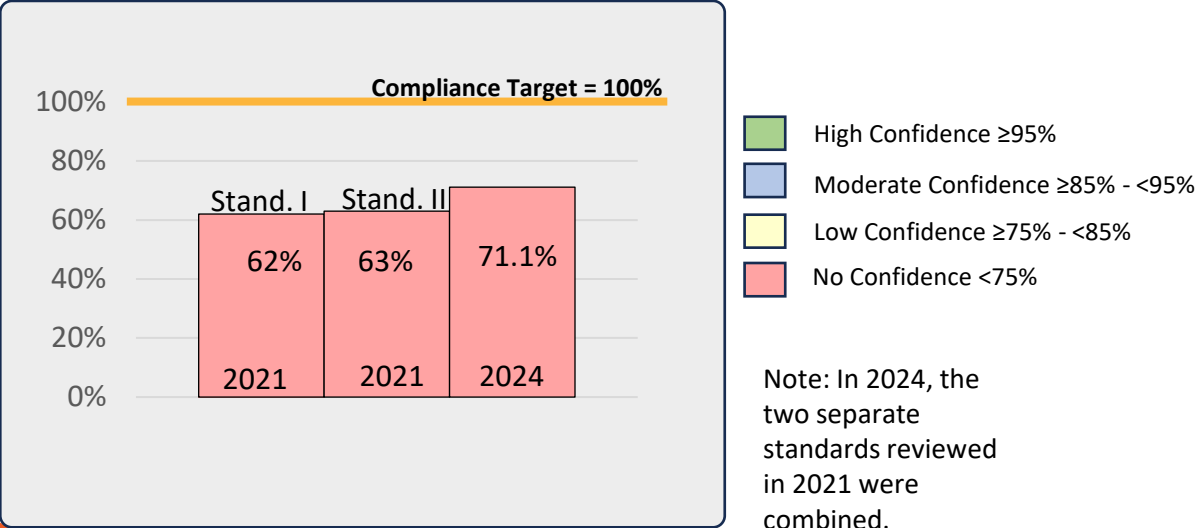 Compliance Target = 100%
100%
80%
60%
40%
20%
0%
Stand. I
Stand. II
62%
63%
71.1%
2021
2021
2024
High Confidence ≥95%
Moderate Confidence ≥85% - <95%
Low Confidence ≥75% - <85%
No Confidence <75%
Note: In 2024, the
two separate
standards reviewed
in 2021 were
combined.